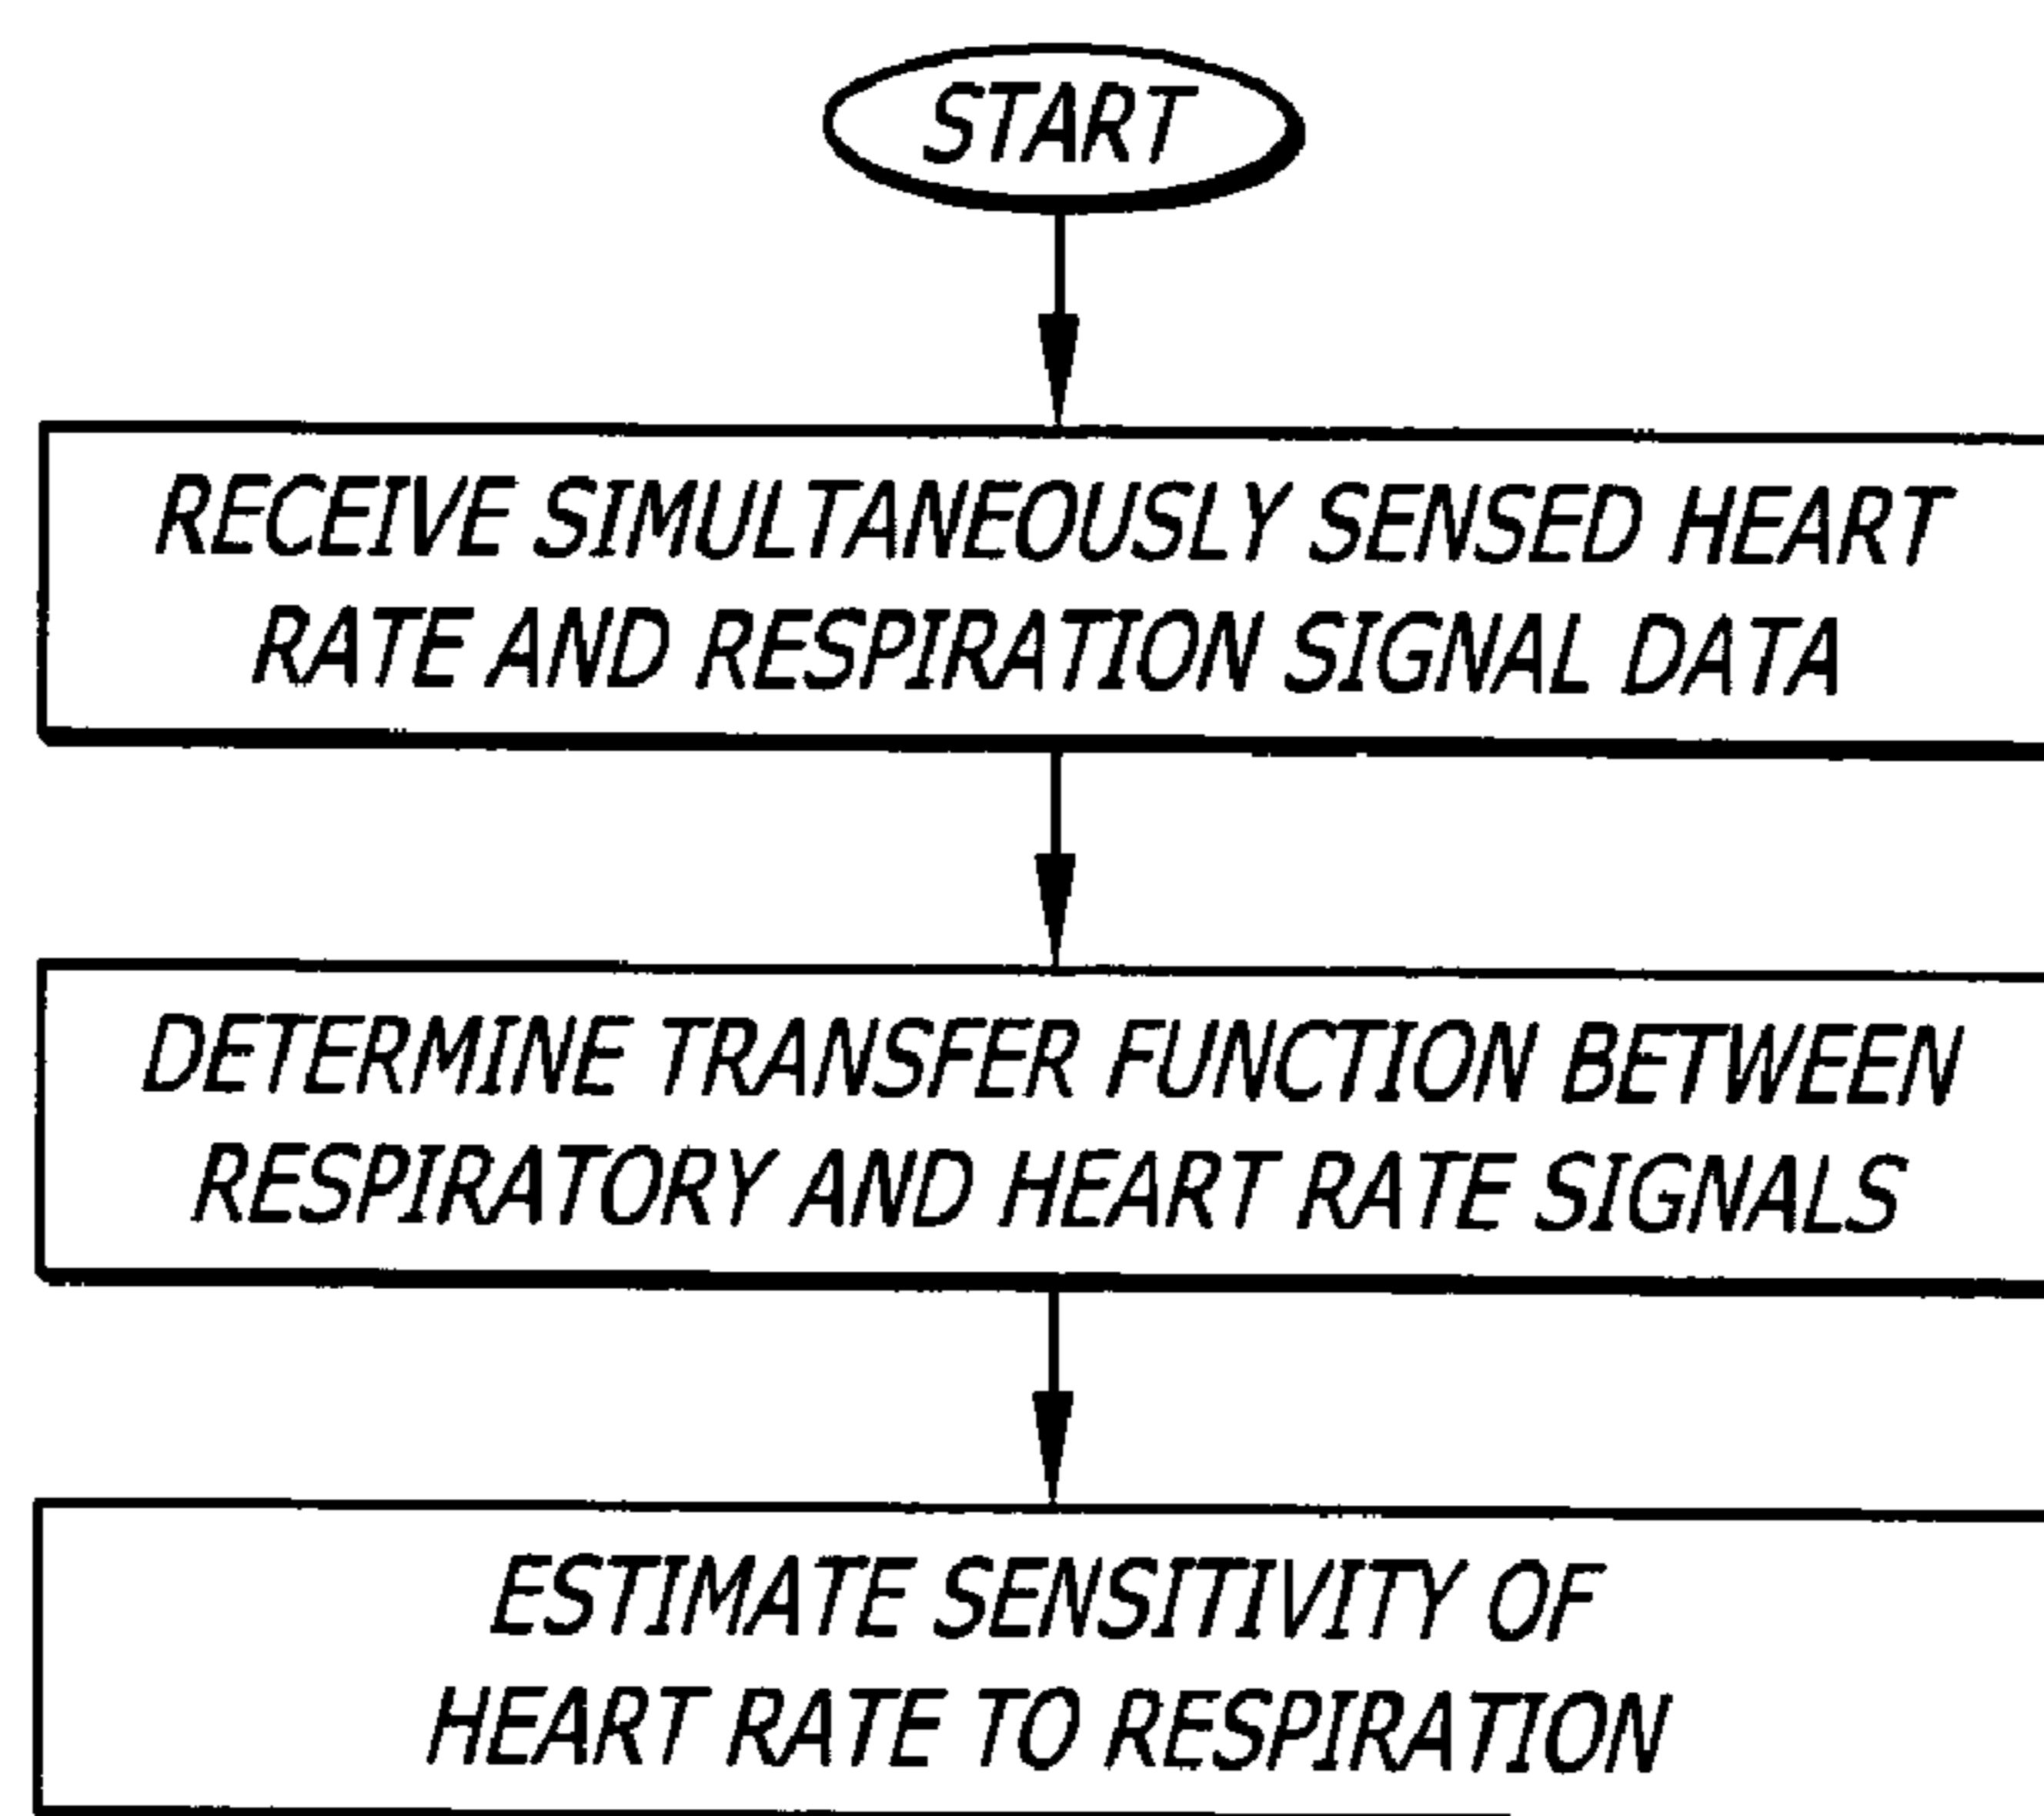 START
RECEIVE SIMULTANEOUSLY SENSED HEART
RATE AND RESPIRATION SIGNAL DATA
DETERMINE TRANSFER FUNCTION BETWEEN
RESPIRATORY AND HEART RATE SIGNALS
ESTIMATE SENSITIVITY OF
HEART RATE TO RESPIRATION